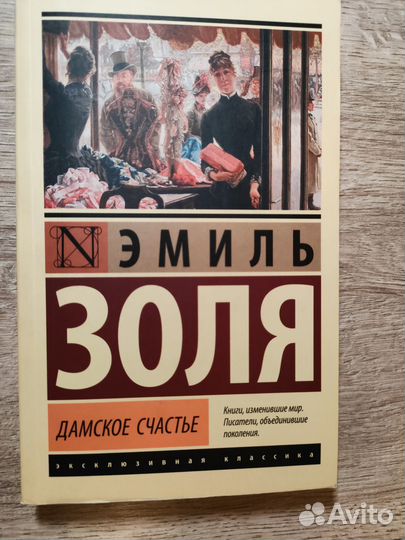 ЭМИЛЬ
ЗОЛЯ
ДАМСКОЕ СЧАСТЬЕ
Книги, изменившие мир.
Писатели, объединившие
поколения.
эксклюзивная классика
Avito